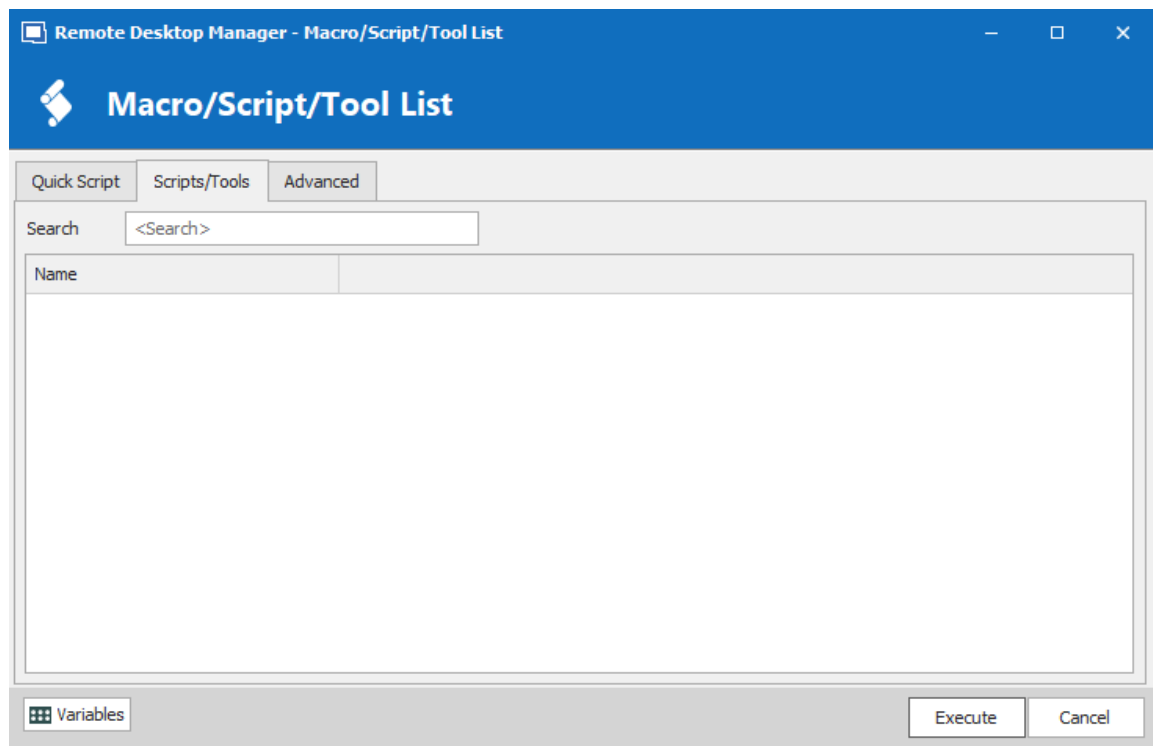 Remote Desktop Manager - Macro/Script/Tool List
Macro/Script/Tool List
Quick Script Scripts/Tools Advanced
Search <Search>
Name
Variables Execute Cancel